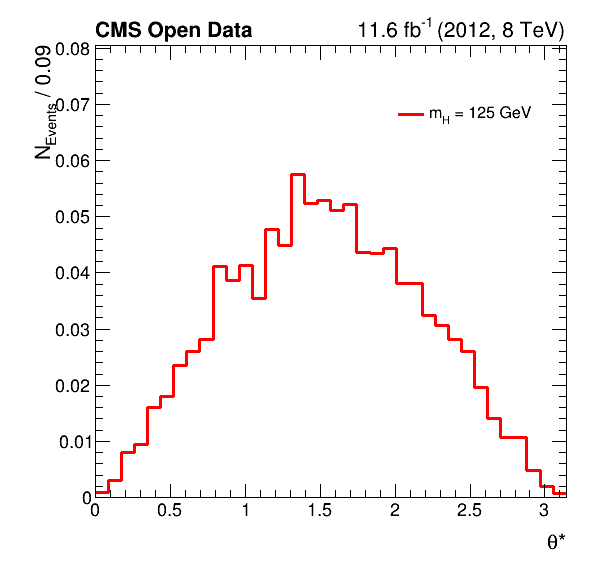 CMS Open Data 11.6 fb⁻¹ (2012, 8 TeV)
N_Events / 0.09
0.08
0.07
m_H = 125 GeV
0.06
0.05
0.04
0.03
0.02
0.01
0
0 0.5 1 1.5 2 2.5 3
θ*